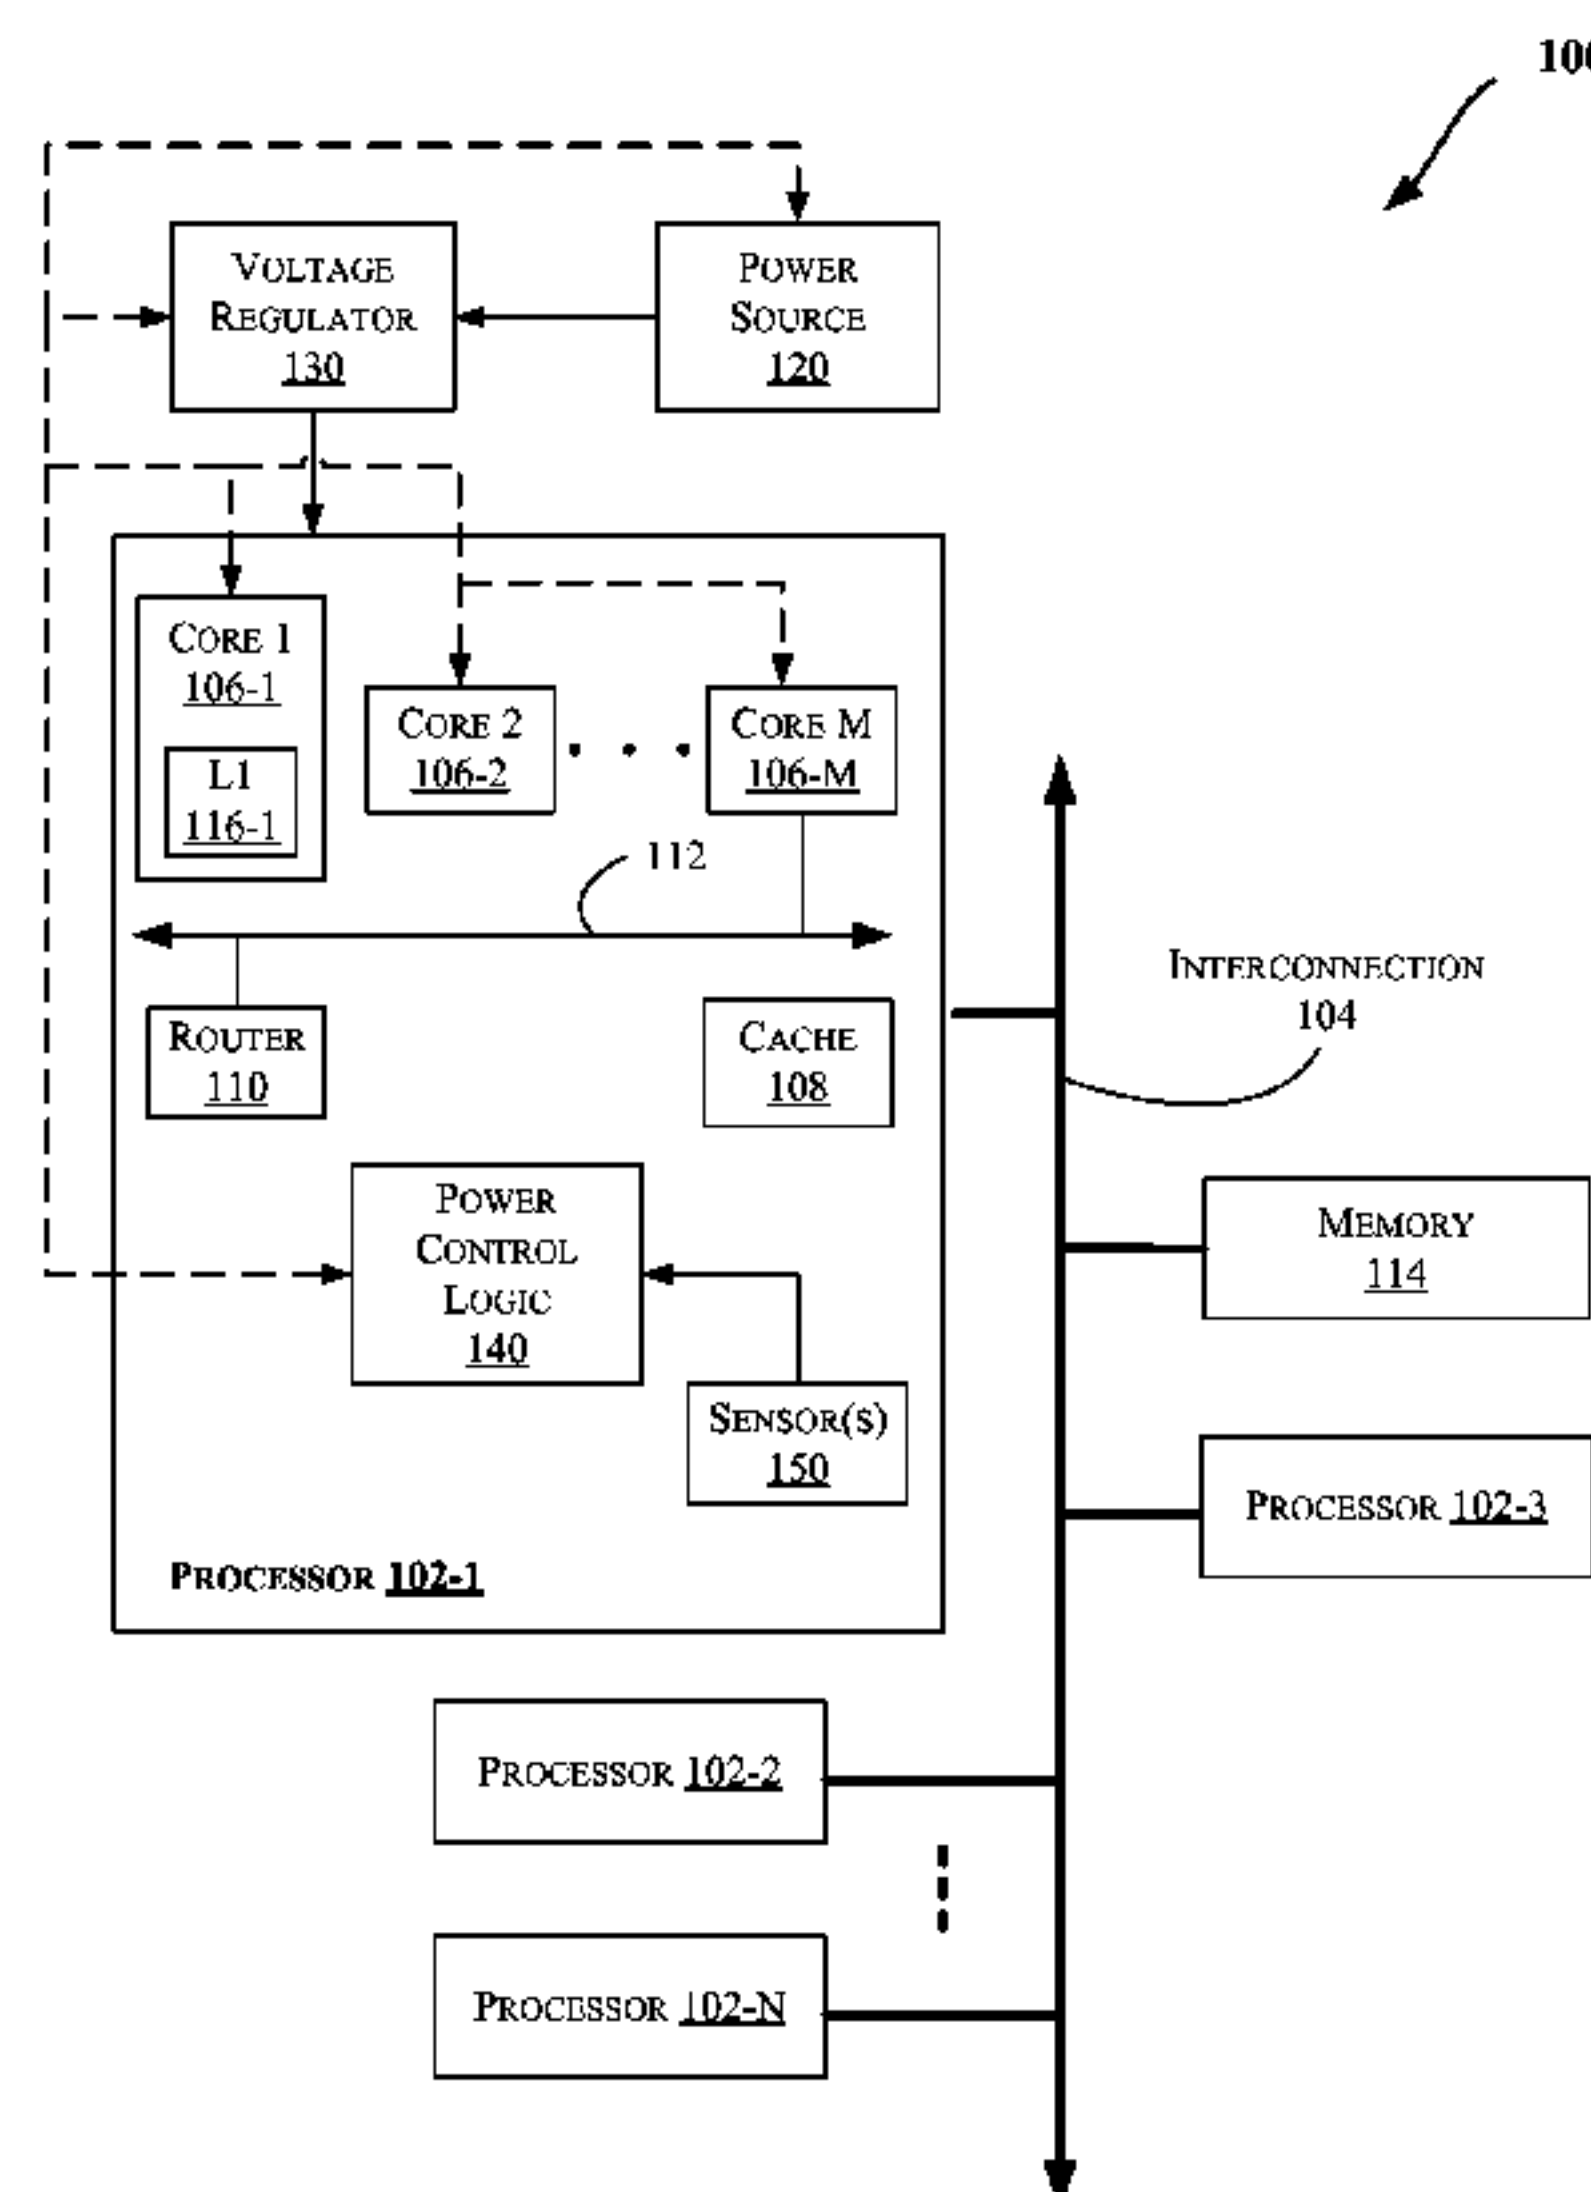 100
VOLTAGE
REGULATOR
130
POWER
SOURCE
120
CORE 1
106-1
L1
116-1
CORE 2
106-2
. . .
CORE M
106-M
112
ROUTER
110
CACHE
108
INTERCONNECTION
104
POWER
CONTROL
LOGIC
140
SENSOR(S)
150
MEMORY
114
PROCESSOR 102-3
PROCESSOR 102-1
PROCESSOR 102-2
PROCESSOR 102-N